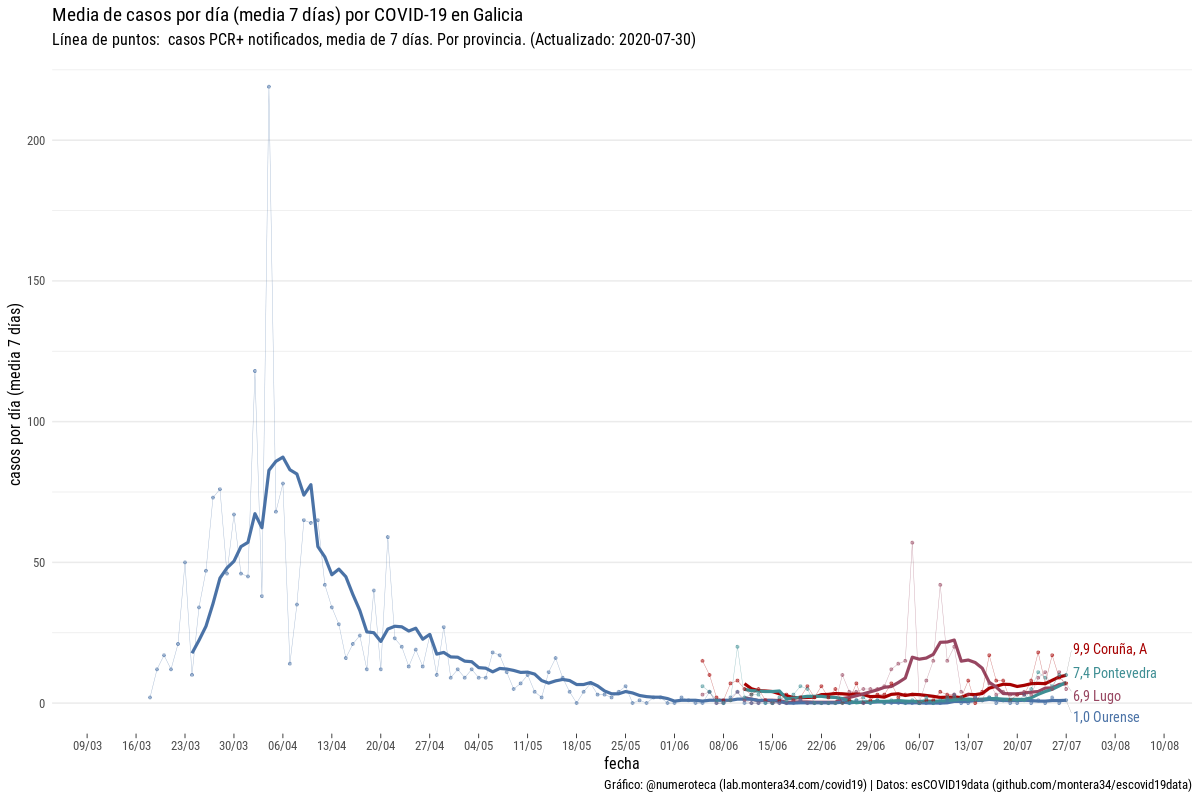 Media de casos por día (media 7 días) por COVID-19 en Galicia
Línea de puntos:  casos PCR+ notificados, media de 7 días. Por provincia. (Actualizado: 2020-07-30)
casos por día (media 7 días)
200
150
100
50
0
9,9 Coruña, A
7,4 Pontevedra
6,9 Lugo
1,0 Ourense
09/03 16/03 23/03 30/03 06/04 13/04 20/04 27/04 04/05 11/05 18/05 25/05 01/06 08/06 15/06 22/06 29/06 06/07 13/07 20/07 27/07 03/08 10/08
fecha
Gráfico: @numeroteca (lab.montera34.com/covid19) | Datos: esCOVID19data (github.com/montera34/escovid19data)